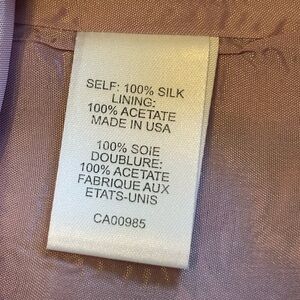 SELF: 100% SILK
LINING:
100% ACETATE
MADE IN USA
100% SOIE
DOUBLURE:
100% ACETATE
FABRIQUE AUX
ETATS-UNIS
CA00985